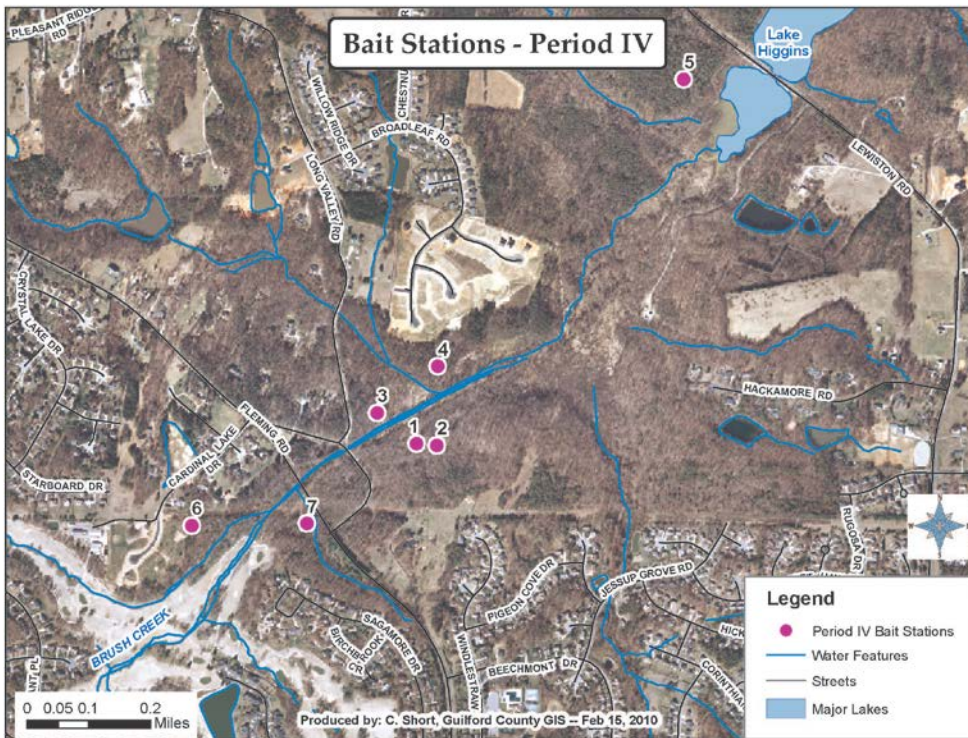 Bait Stations - Period IV
PLEASANT RIDGE
RD
WILLOW RIDGE DR
BROADLEAF RD
LONG VALLEY RD
Lake
Higgins
5
LEWISTON RD
CRYSTAL LAKE DR
4
3
1
2
HACKAMORE RD
FLEMING RD
CARDINAL LAKE
DR
STARBOARD DR
6
7
RUGOSA DR
PIGEON COVE DR
JESSUP GROVE RD
BRUSH CREEK
SAGAMORE DR
BIRCHBROOK
CR
WINDLESTRAW
BEECHMONT DR
Legend
Period IV Bait Stations
Water Features
Streets
Major Lakes
0 0.05 0.1 0.2
Miles
Produced by: C. Short, Guilford County GIS -- Feb 15, 2010